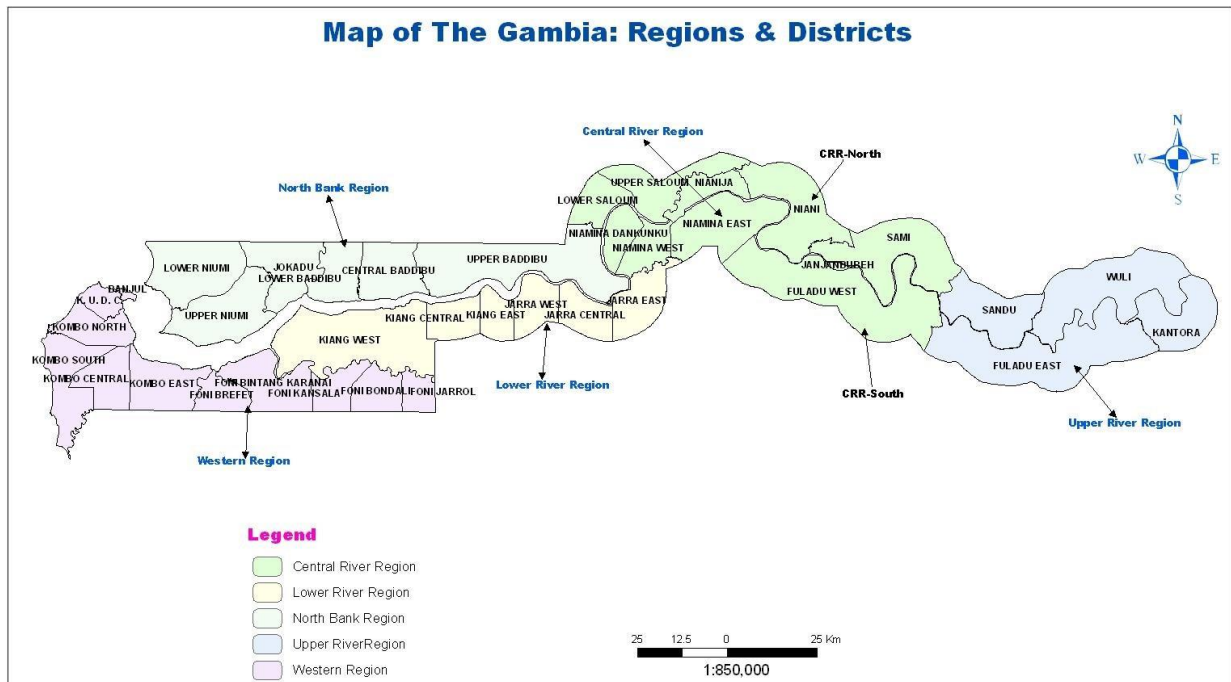 Map of The Gambia: Regions & Districts
N
W E
S
Central River Region
CRR-North
North Bank Region
UPPER SALOUM
NIANIJA
LOWER SALOUM
NIANI
NIAMINA EAST
NIAMINA DANKUNKU
NIAMINA WEST
SAMI
LOWER NIUMI
JOKADU
LOWER BADDIBU
CENTRAL BADDIBU
UPPER BADDIBU
JANJANBUREH
WULI
BANJUL
K. U. D. C
FULADU WEST
JARRA EAST
JARRA WEST
JARRA CENTRAL
SANDU
UPPER NIUMI
KIANG CENTRAL
KIANG EAST
KOMBO NORTH
KANTORA
KIANG WEST
KOMBO SOUTH
FULADU EAST
KOMBO CENTRAL
KOMBO EAST
FONI BINTANG KARANAI
FONI BREFET
FONI KANSALA
FONI BONDALI
FONI JARROL
Lower River Region
CRR-South
Upper River Region
Western Region
Legend
Central River Region
Lower River Region
North Bank Region
Upper RiverRegion
Western Region
25 12.5 0 25 Km
1:850,000